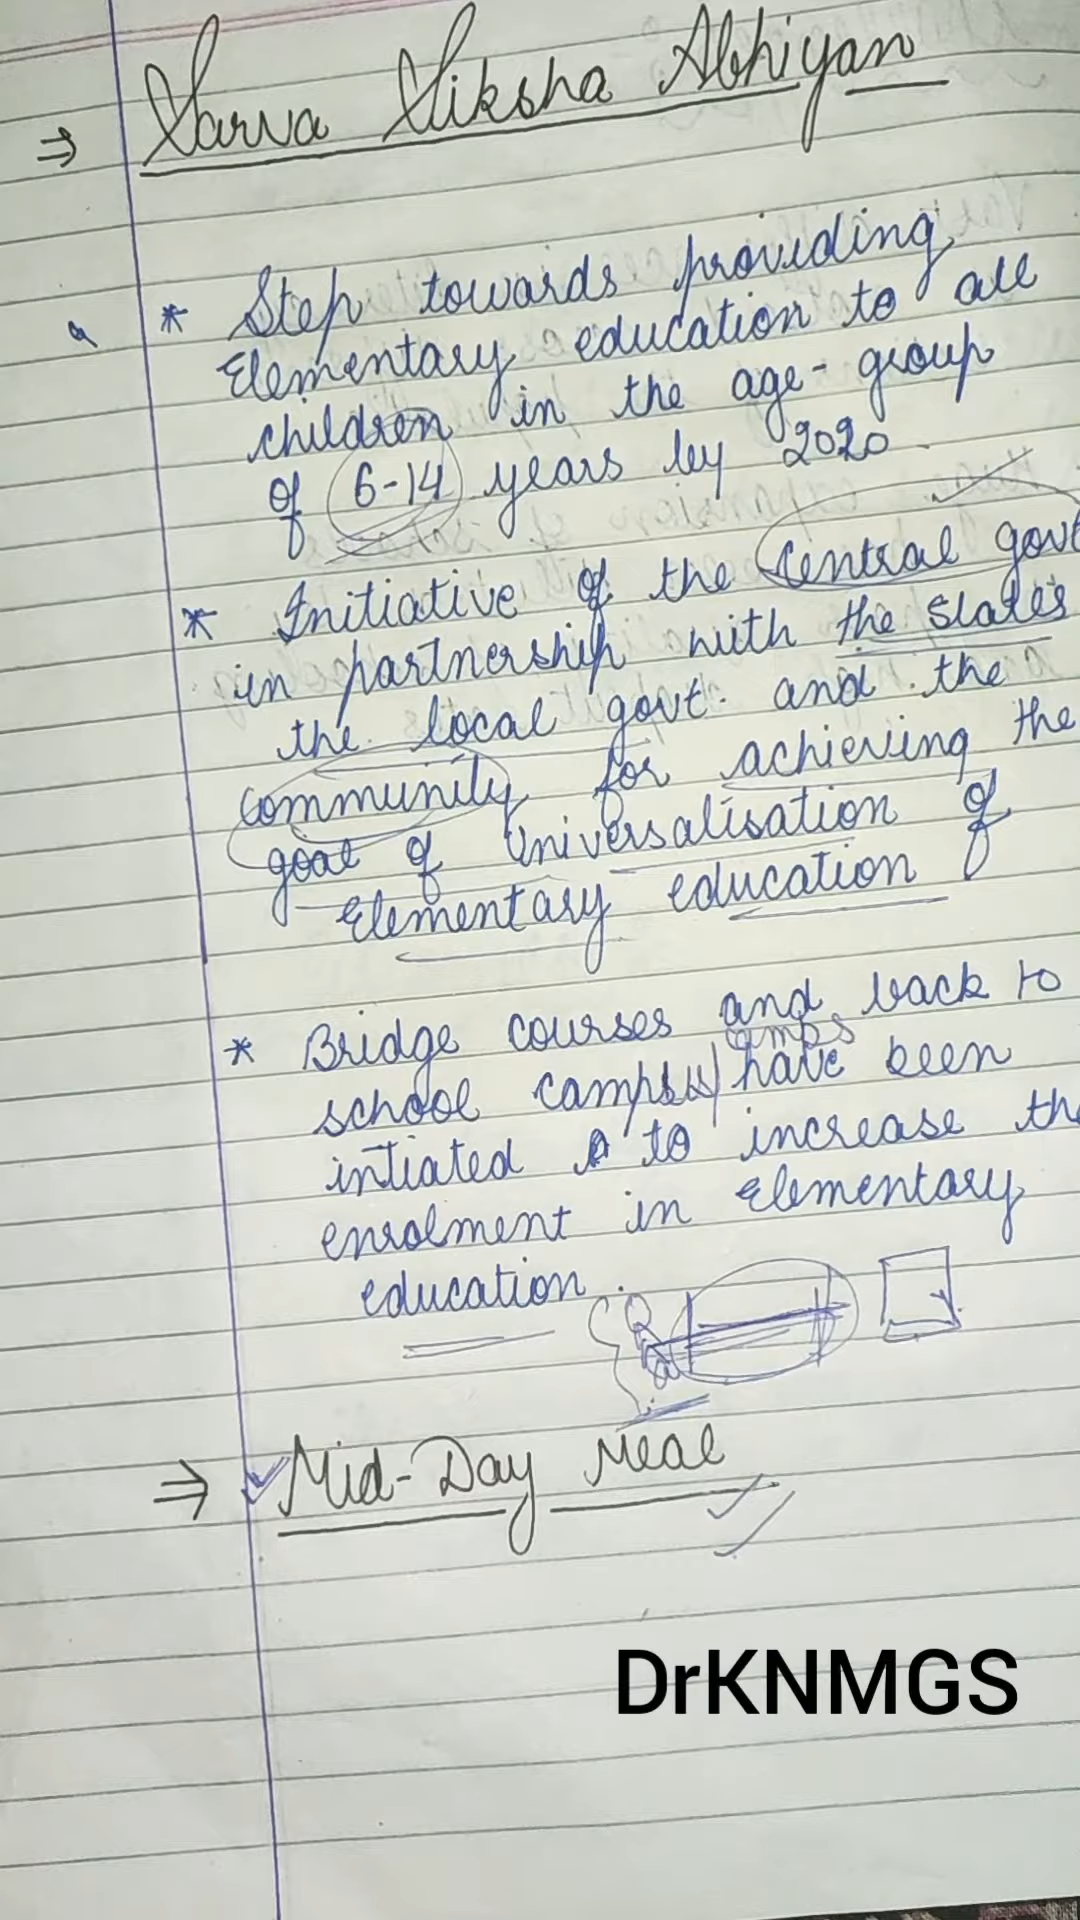 ⇒ Sarva Siksha Abhiyan
* Step towards providing
Elementary education to all
children in the age-group
of 6-14 years by 2020
* Initiative of the Central govt
in partnership with the States
the local govt. and the
community for achieving the
goal of Universalisation of
Elementary education
* Bridge courses and back to
school camps have been
intiated to increase the
enrolment in Elementary
education.
⇒ Mid-Day Meal
DrKNMGS